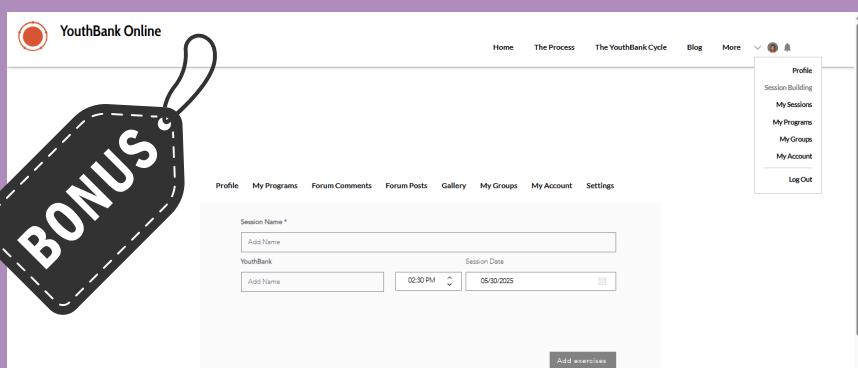 YouthBank Online
Home The Process The YouthBank Cycle Blog More
Profile
Session Building
My Sessions
My Programs
My Groups
My Account
Log Out
BONUS
Profile My Programs Forum Comments Forum Posts Gallery My Groups My Account Settings
Session Name *
Add Name
YouthBank Session Date
Add Name 02:30 PM 05/30/2025
Add exercises